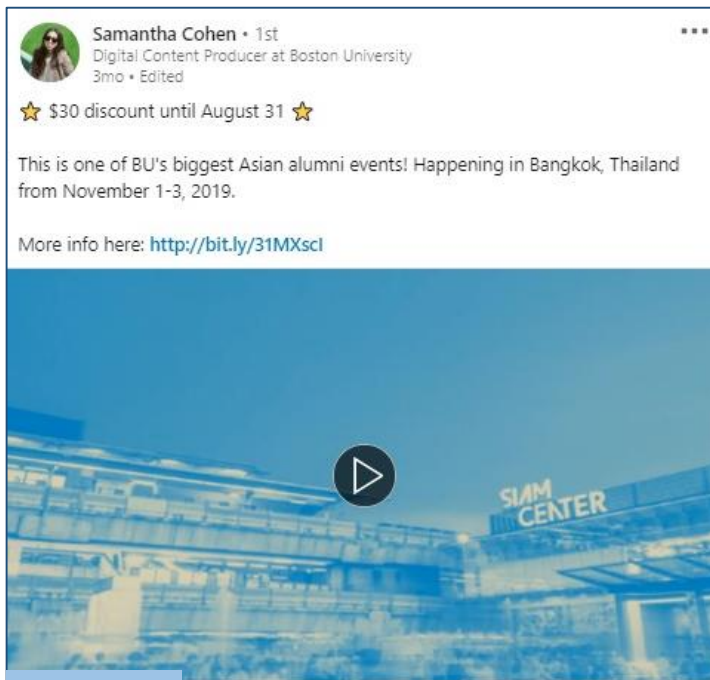 Samantha Cohen • 1st
Digital Content Producer at Boston University
3mo • Edited
⭐ $30 discount until August 31 ⭐
This is one of BU's biggest Asian alumni events! Happening in Bangkok, Thailand
from November 1-3, 2019.
More info here: http://bit.ly/31MXscI
SIAM
CENTER